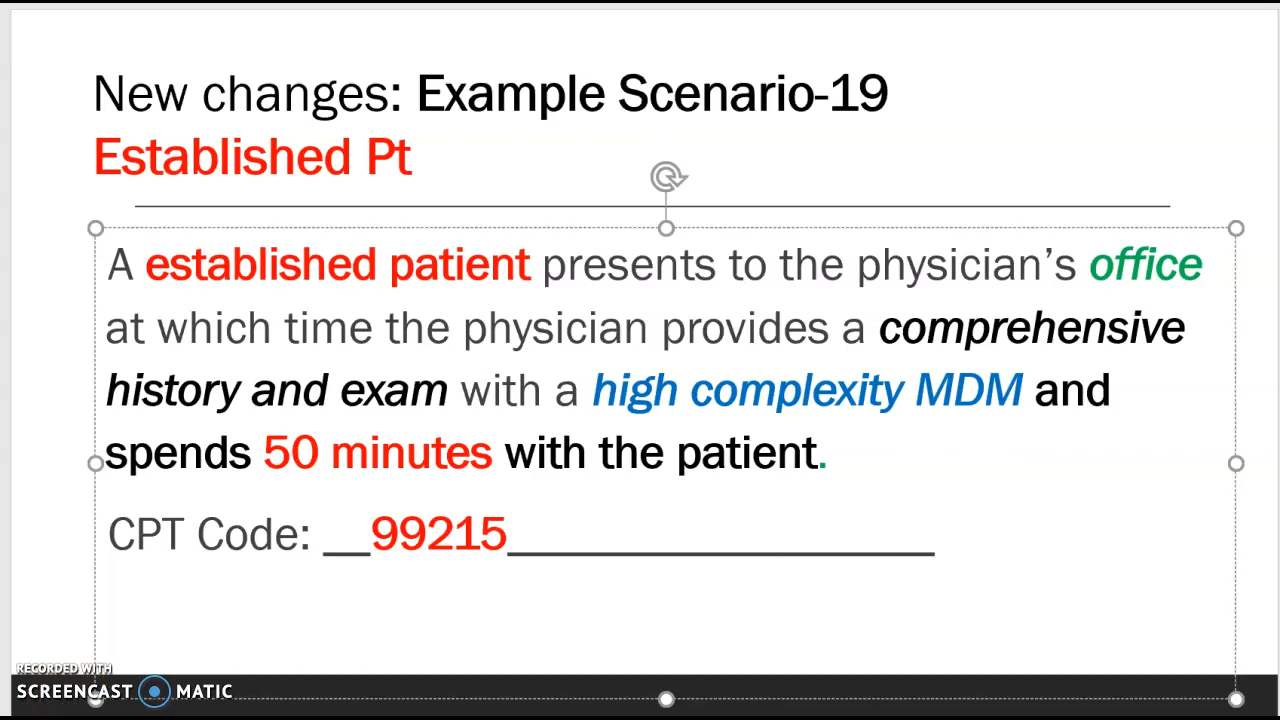 New changes: Example Scenario-19
Established Pt
A established patient presents to the physician’s office
at which time the physician provides a comprehensive
history and exam with a high complexity MDM and
spends 50 minutes with the patient.
CPT Code: __99215__________________
RECORDED WITH
SCREENCAST MATIC